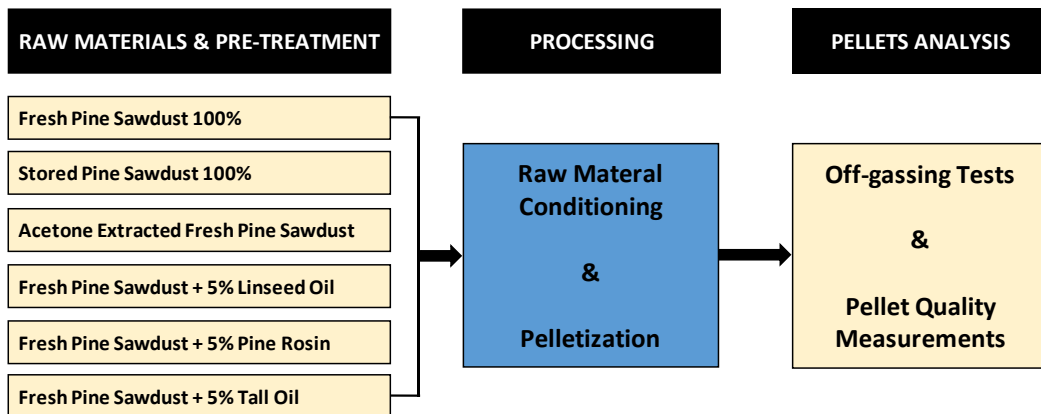 RAW MATERIALS & PRE-TREATMENT
PROCESSING
PELLETS ANALYSIS
Fresh Pine Sawdust 100%
Stored Pine Sawdust 100%
Acetone Extracted Fresh Pine Sawdust
Fresh Pine Sawdust + 5% Linseed Oil
Fresh Pine Sawdust + 5% Pine Rosin
Fresh Pine Sawdust + 5% Tall Oil
Raw Materal
Conditioning
&
Pelletization
Off-gassing Tests
&
Pellet Quality
Measurements